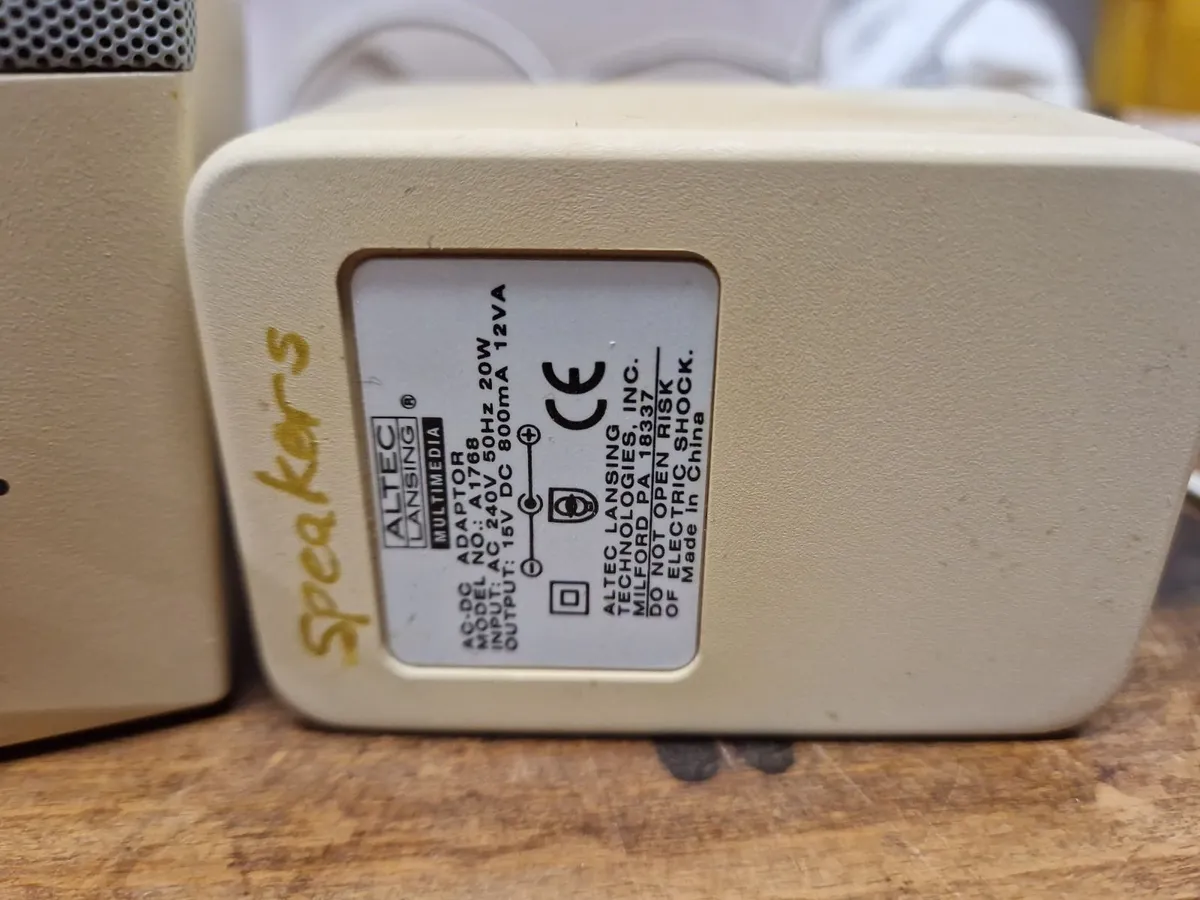 Speakers
ALTEC
LANSING®
MULTIMEDIA
AC-DC ADAPTOR
MODEL NO.: A1768
INPUT: AC 240V 50Hz 20W
OUTPUT: 15V DC 800mA 12VA
CE
ALTEC LANSING
TECHNOLOGIES, INC.
MILFORD PA 18337
DO NOT OPEN RISK
OF ELECTRIC SHOCK.
Made in China